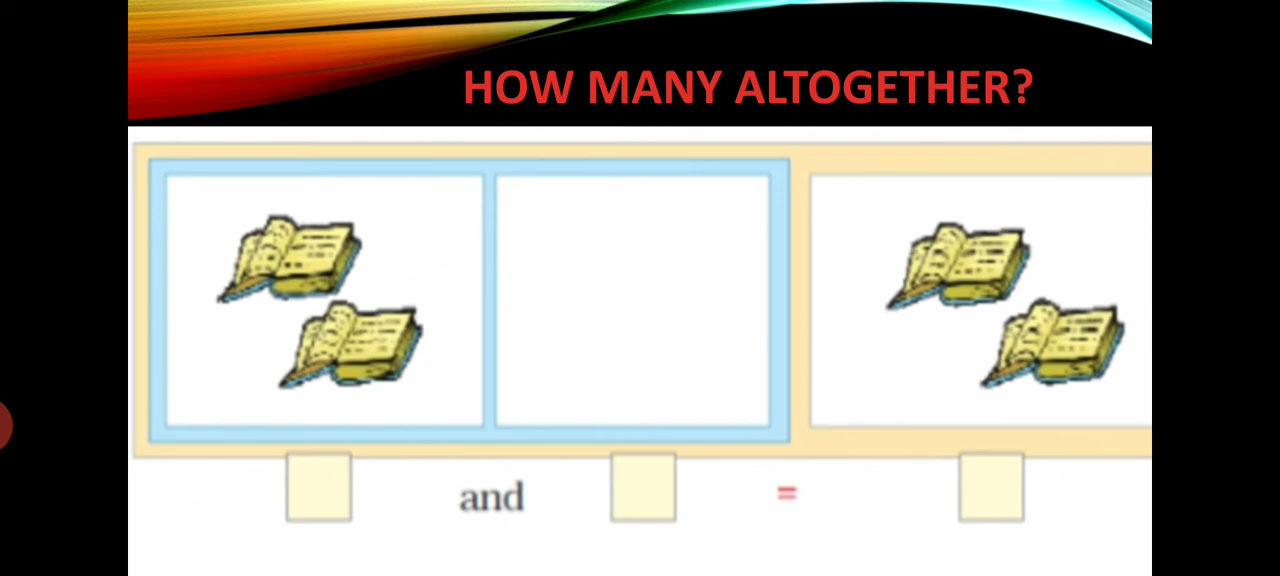 HOW MANY ALTOGETHER?
and =